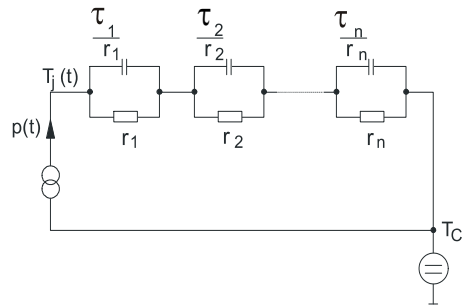 τ1 τ2 τn
r1 r2 rn
Tj (t)
p(t)
r1 r2 rn
TC